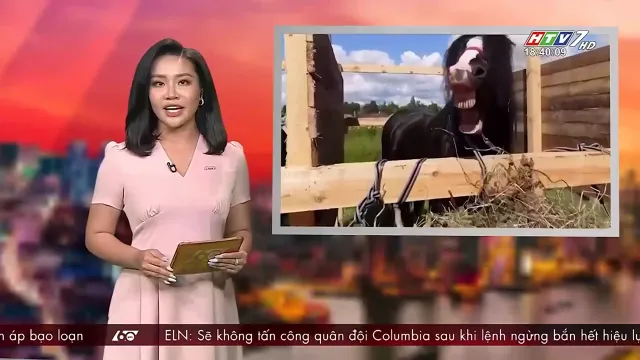 HTV7 HD
18:40:09
n áp bạo loạn
60 ELN: Sẽ không tấn công quân đội Columbia sau khi lệnh ngừng bắn hết hiệu lụ